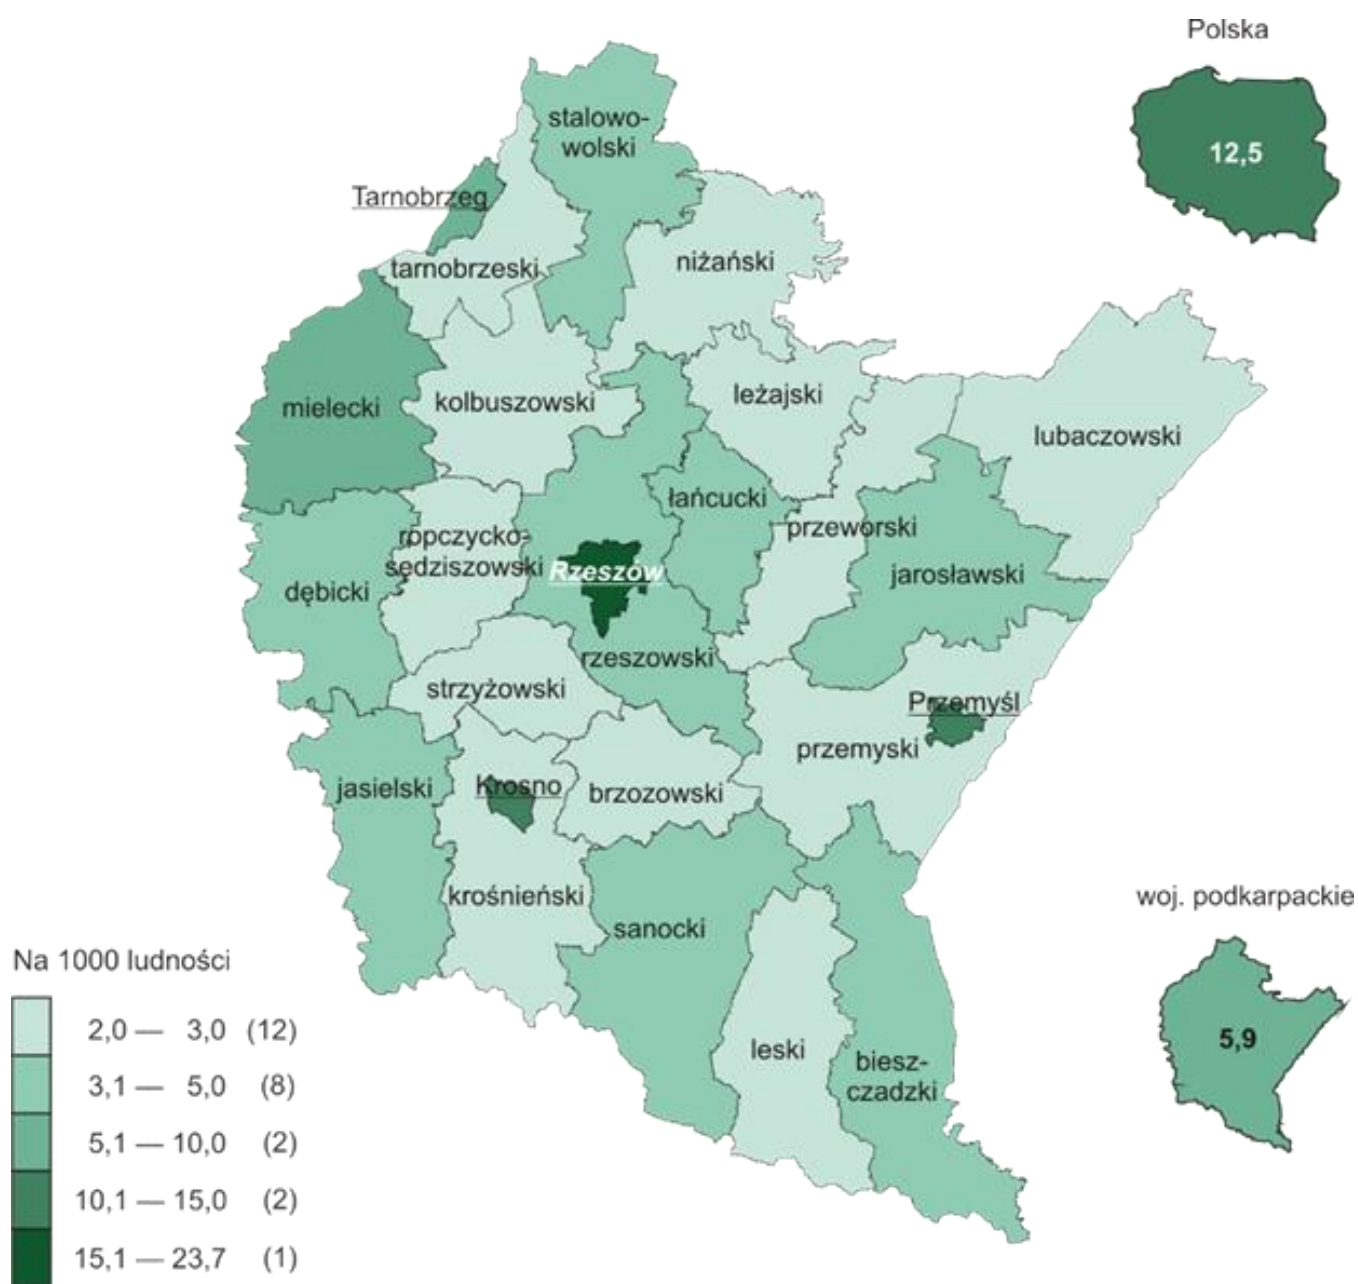 Polska
12,5
stalowo-
wolski
Tarnobrzeg
tarnobrzeski
niżański
mielecki
kolbuszowski
leżajski
lubaczowski
łańcucki
przeworski
ropczycko-
sędziszowski
Rzeszów
jarosławski
dębicki
rzeszowski
strzyżowski
Przemyśl
przemyski
jasielski
Krosno
brzozowski
krośnieński
sanocki
leski
biesz-
czadzki
woj. podkarpackie
5,9
Na 1000 ludności
2,0 — 3,0 (12)
3,1 — 5,0 (8)
5,1 — 10,0 (2)
10,1 — 15,0 (2)
15,1 — 23,7 (1)